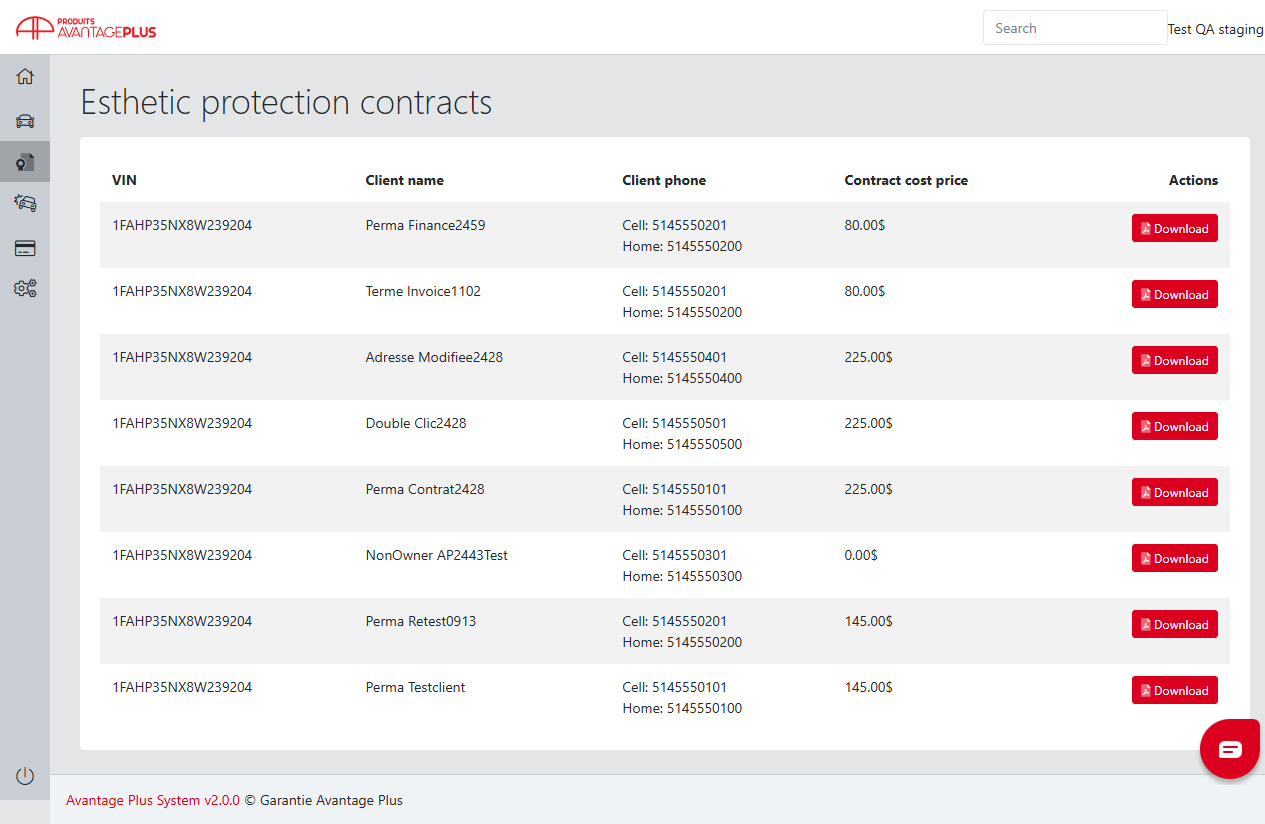 PRODUITS
AVANTAGEPLUS
Search
Test QA staging
Esthetic protection contracts
VIN Client name Client phone Contract cost price Actions
1FAHP35NX8W239204 Perma Finance2459 Cell: 5145550201 80.00$ Download
Home: 5145550200
1FAHP35NX8W239204 Terme Invoice1102 Cell: 5145550201 80.00$ Download
Home: 5145550200
1FAHP35NX8W239204 Adresse Modifiee2428 Cell: 5145550401 225.00$ Download
Home: 5145550400
1FAHP35NX8W239204 Double Clic2428 Cell: 5145550501 225.00$ Download
Home: 5145550500
1FAHP35NX8W239204 Perma Contrat2428 Cell: 5145550101 225.00$ Download
Home: 5145550100
1FAHP35NX8W239204 NonOwner AP2443Test Cell: 5145550301 0.00$ Download
Home: 5145550300
1FAHP35NX8W239204 Perma Retest0913 Cell: 5145550201 145.00$ Download
Home: 5145550200
1FAHP35NX8W239204 Perma Testclient Cell: 5145550101 145.00$ Download
Home: 5145550100
Avantage Plus System v2.0.0 © Garantie Avantage Plus